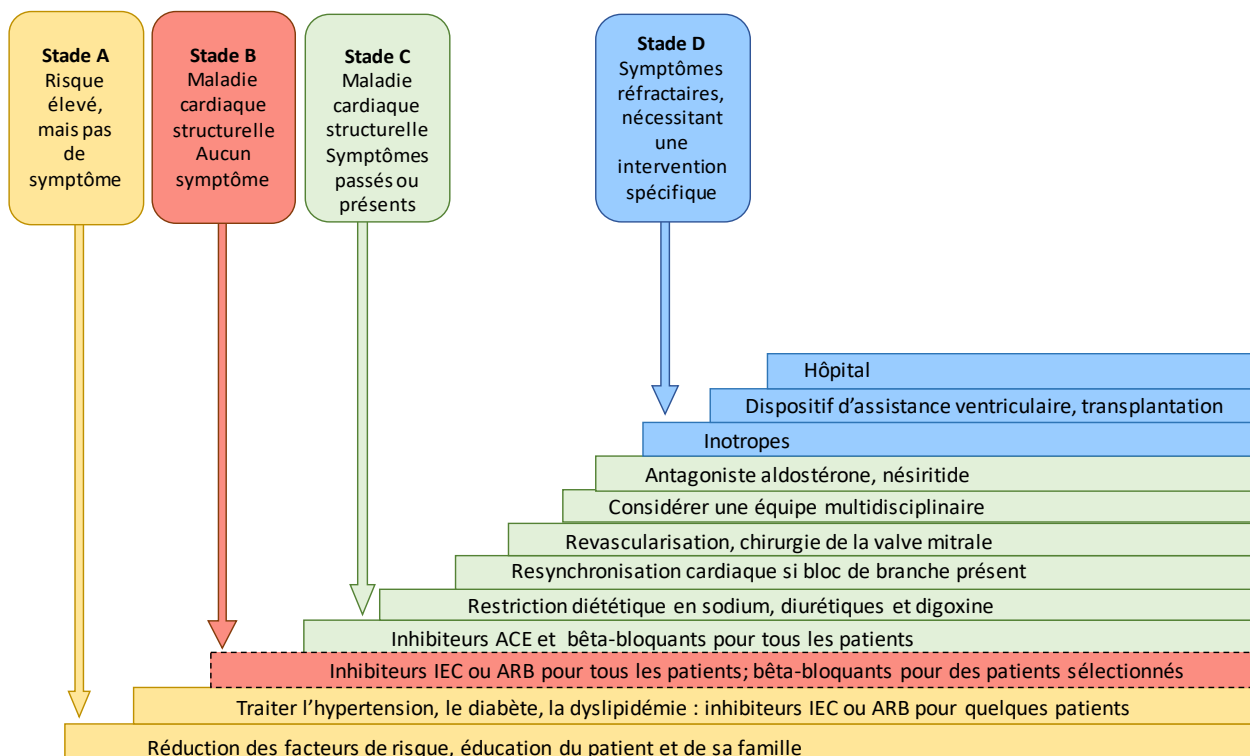 Stade A
Risque
élevé,
mais pas
de
symptôme
Stade B
Maladie
cardiaque
structurelle
Aucun
symptôme
Stade C
Maladie
cardiaque
structurelle
Symptômes
passés ou
présents
Stade D
Symptômes
réfractaires,
nécessitant
une
intervention
spécifique
Hôpital
Dispositif d’assistance ventriculaire, transplantation
Inotropes
Antagoniste aldostérone, nésiritide
Considérer une équipe multidisciplinaire
Revascularisation, chirurgie de la valve mitrale
Resynchronisation cardiaque si bloc de branche présent
Restriction diététique en sodium, diurétiques et digoxine
Inhibiteurs ACE et bêta-bloquants pour tous les patients
Inhibiteurs IEC ou ARB pour tous les patients; bêta-bloquants pour des patients sélectionnés
Traiter l’hypertension, le diabète, la dyslipidémie : inhibiteurs IEC ou ARB pour quelques patients
Réduction des facteurs de risque, éducation du patient et de sa famille